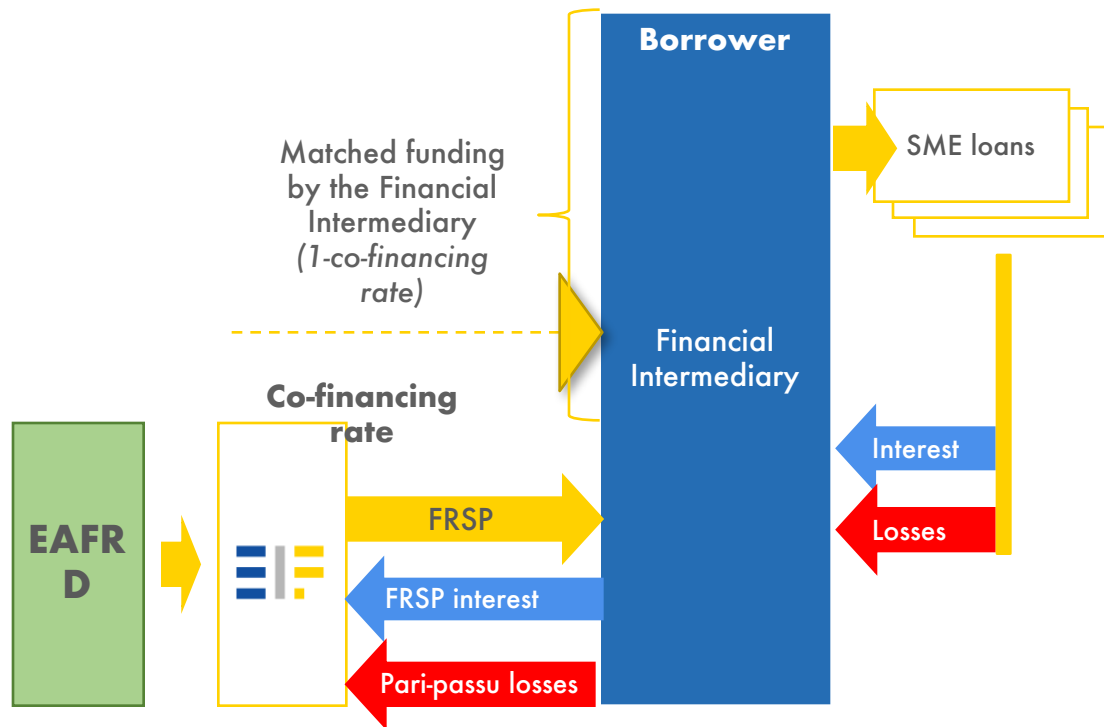 Borrower
Matched funding
by the Financial
Intermediary
(1-co-financing
rate)
SME loans
Financial
Intermediary
Co-financing
rate
Interest
Losses
EAFR
D
EIF
FRSP
FRSP interest
Pari-passu losses